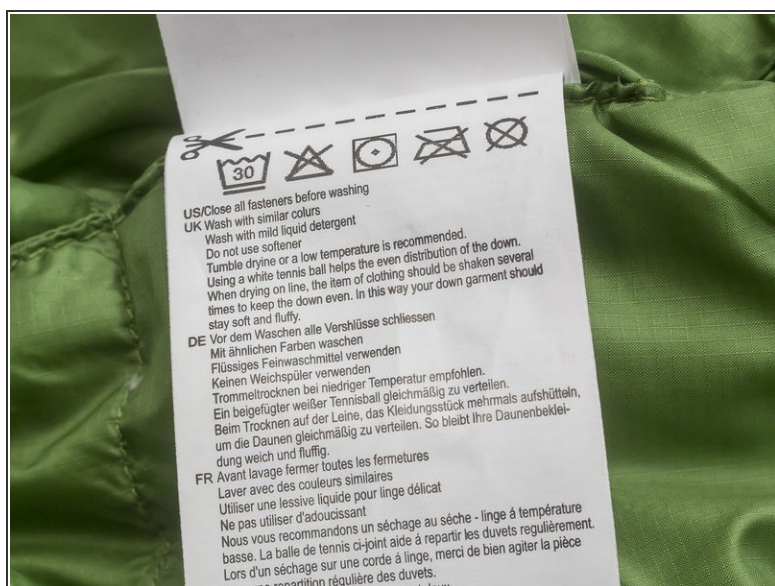 30
US/Close all fasteners before washing
UK Wash with similar colurs
Wash with mild liquid detergent
Do not use softener
Tumble dryine or a low temperature is recommended.
Using a white tennis ball helps the even distribution of the down.
When drying on line, the item of clothing should be shaken several
times to keep the down even. In this way your down garment should
stay soft and fluffy.
DE Vor dem Waschen alle Vershlüsse schliessen
Mit ähnlichen Farben waschen
Flüssiges Feinwaschmittel verwenden
Keinen Weichspüler verwenden
Trommeltrocknen bei niedriger Temperatur empfohlen.
Ein beigefügter weißer Tennisball gleichmäßig zu verteilen.
Beim Trocknen auf der Leine, das Kleidungsstück mehrmals aufshütteln,
um die Daunen gleichmäßig zu verteilen. So bleibt Ihre Daunenbeklei-
dung weich und fluffig.
FR Avant lavage fermer toutes les fermetures
Laver avec des couleurs similaires
Utiliser une lessive liquide pour linge délicat
Ne pas utiliser d'adoucissant
Nous vous recommandons un séchage au séche - linge á température
basse. La balle de tennis ci-joint aide á repartir les duvets regulièrement.
Lors d'un séchage sur une corde á linge, merci de bien agiter la pièce
repartition régulière des duvets.